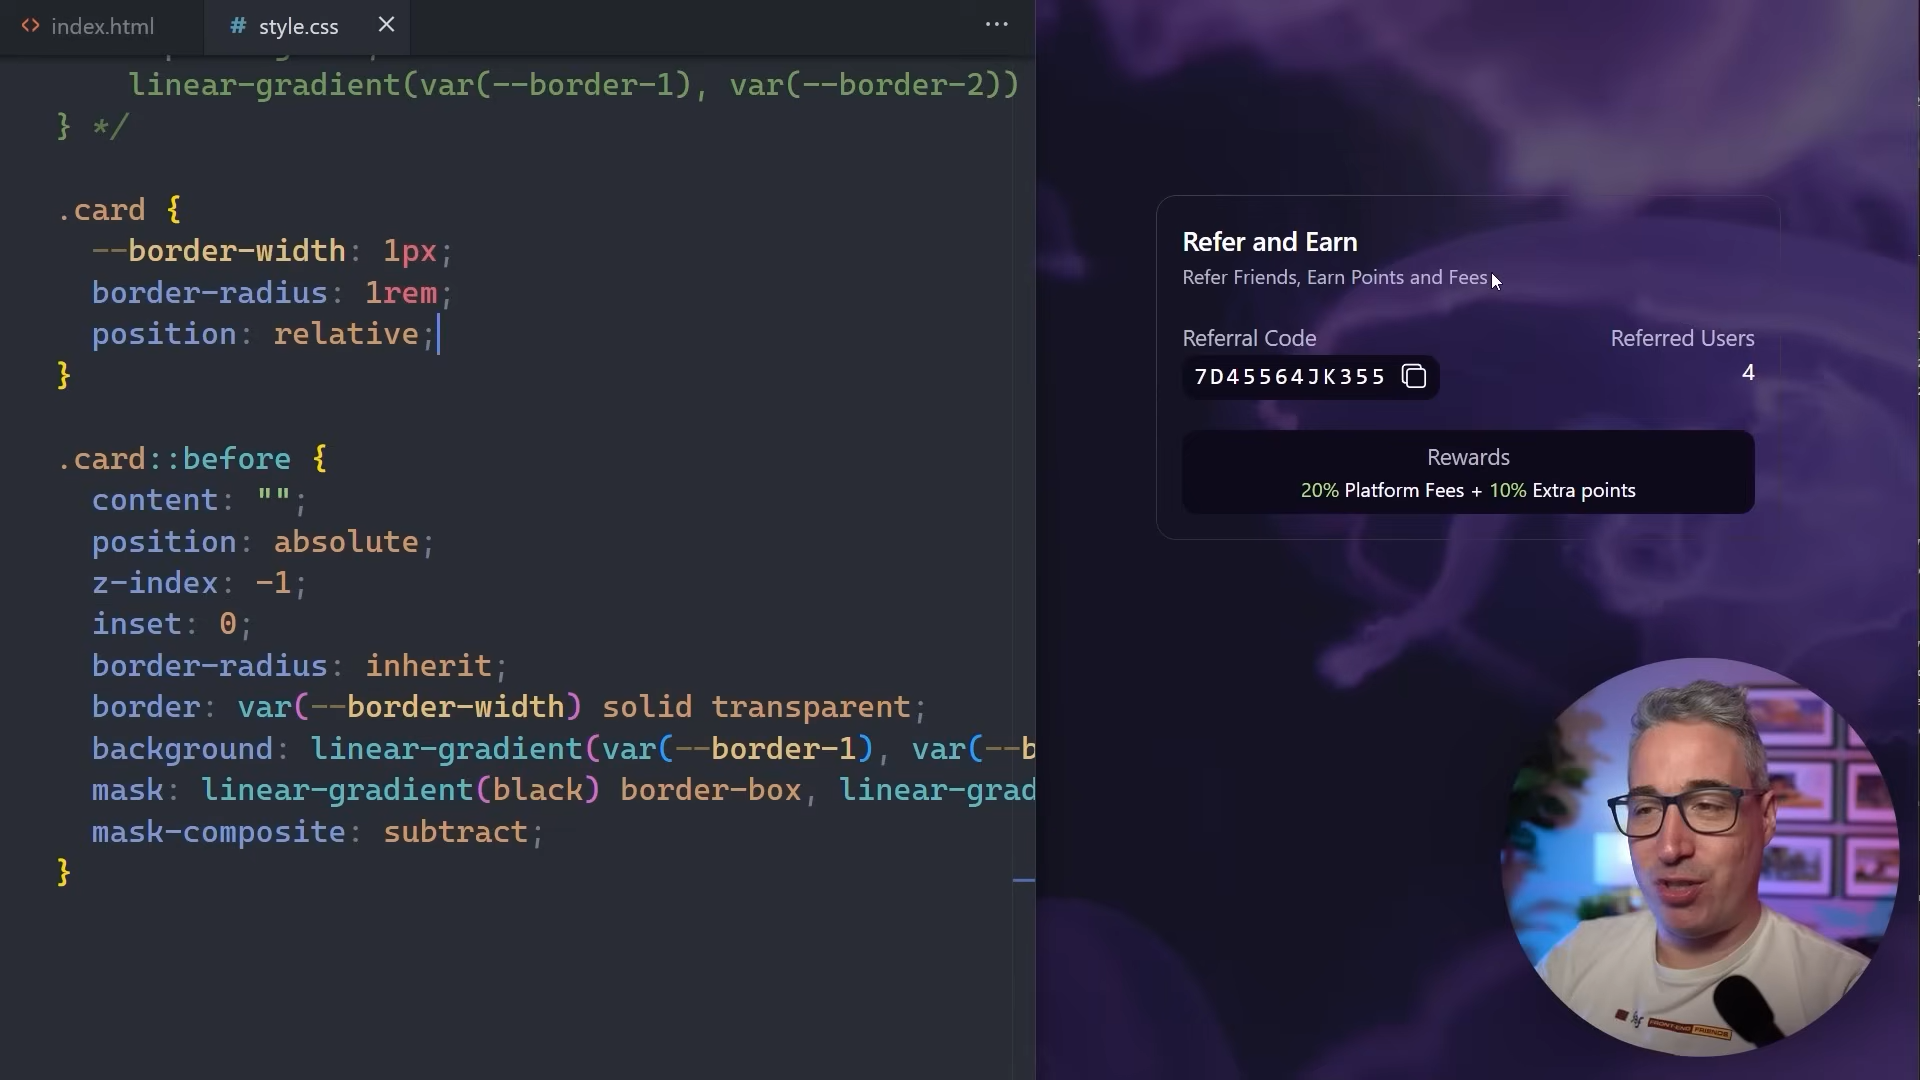 index.html
# style.css
linear-gradient(var(--border-1), var(--border-2))
} */
.card {
--border-width: 1px;
border-radius: 1rem;
position: relative;
}
.card::before {
content: "";
position: absolute;
z-index: -1;
inset: 0;
border-radius: inherit;
border: var(--border-width) solid transparent;
background: linear-gradient(var(--border-1), var(--b
mask: linear-gradient(black) border-box, linear-grad
mask-composite: subtract;
}
Refer and Earn
Refer Friends, Earn Points and Fees
Referral Code
Referred Users
7D45564JK355
4
Rewards
20% Platform Fees + 10% Extra points
FRONT-END FRIENDS